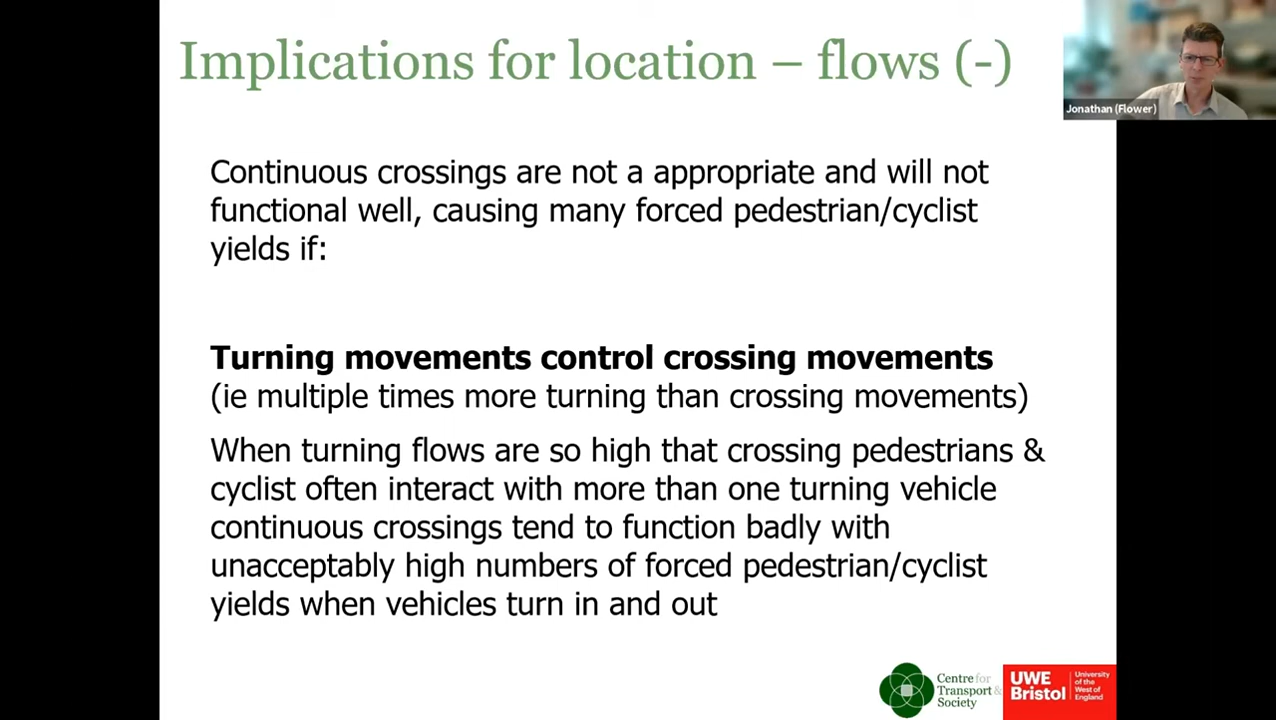 Implications for location – flows (-)
Jonathan (Flower)
Continuous crossings are not a appropriate and will not
functional well, causing many forced pedestrian/cyclist
yields if:
Turning movements control crossing movements
(ie multiple times more turning than crossing movements)
When turning flows are so high that crossing pedestrians &
cyclist often interact with more than one turning vehicle
continuous crossings tend to function badly with
unacceptably high numbers of forced pedestrian/cyclist
yields when vehicles turn in and out
Centre for
Transport &
Society
UWE
Bristol
University
of the
West of
England